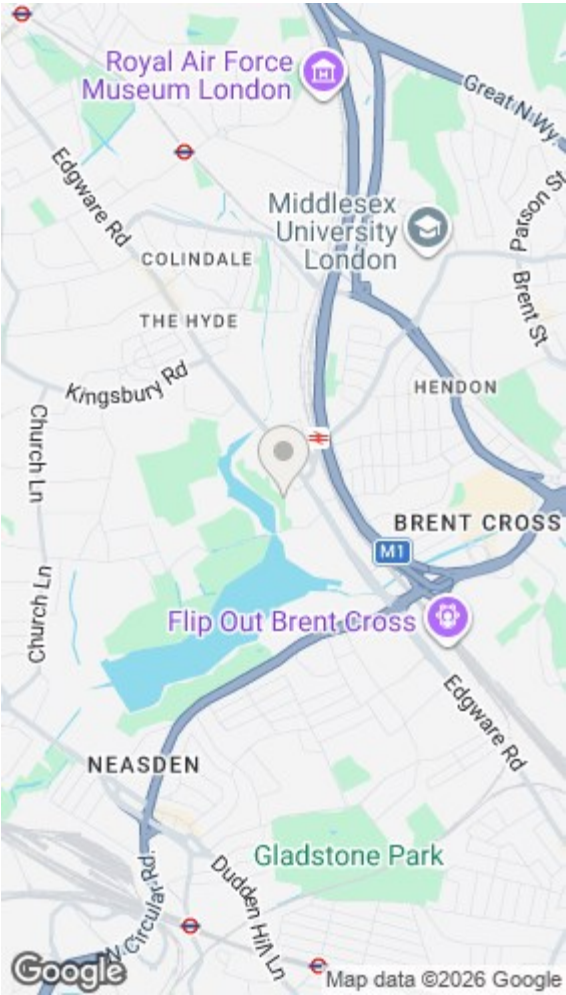 Royal Air Force
Museum London
Great N Wy.
Edgware Rd
Parson St
Middlesex
University
London
COLINDALE
Brent St
THE HYDE
Kingsbury Rd
HENDON
Church Ln
BRENT CROSS
M1
Church Ln
Flip Out Brent Cross
Edgware Rd
NEASDEN
Gladstone Park
Dudden Hill Ln
N Circular Rd.
Google
Map data ©2026 Google